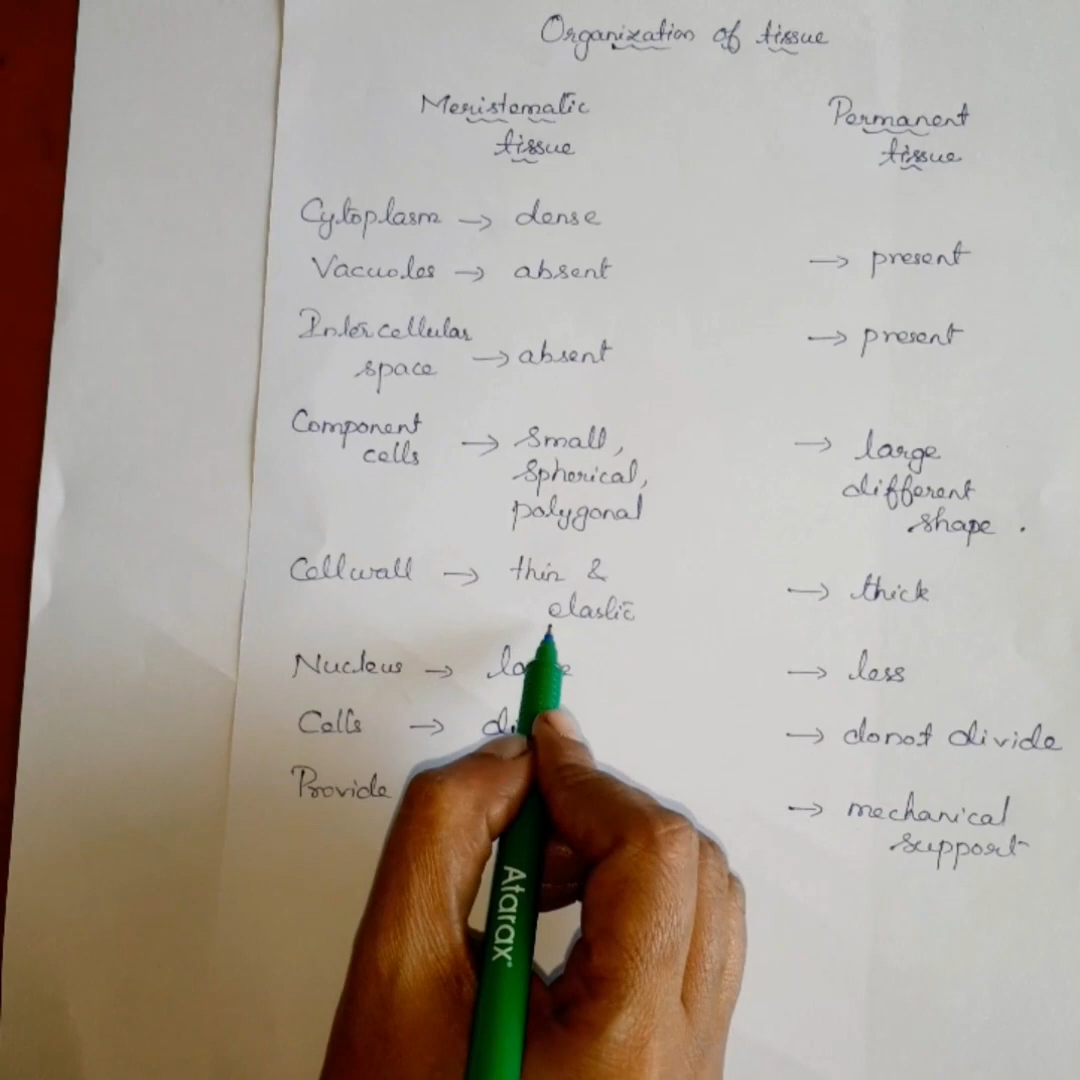 Organization of tissue
Meristematic
tissue
Permanent
tissue
Cytoplasm → dense
Vacuoles → absent → present
Intercellular
space → absent → present
Component
cells → small,
spherical,
polygonal
→ large
different
shape .
Cellwall → thin &
elastic
→ thick
Nucleus → → less
Cells → → donot divide
Provide
→ mechanical
support
Atarax